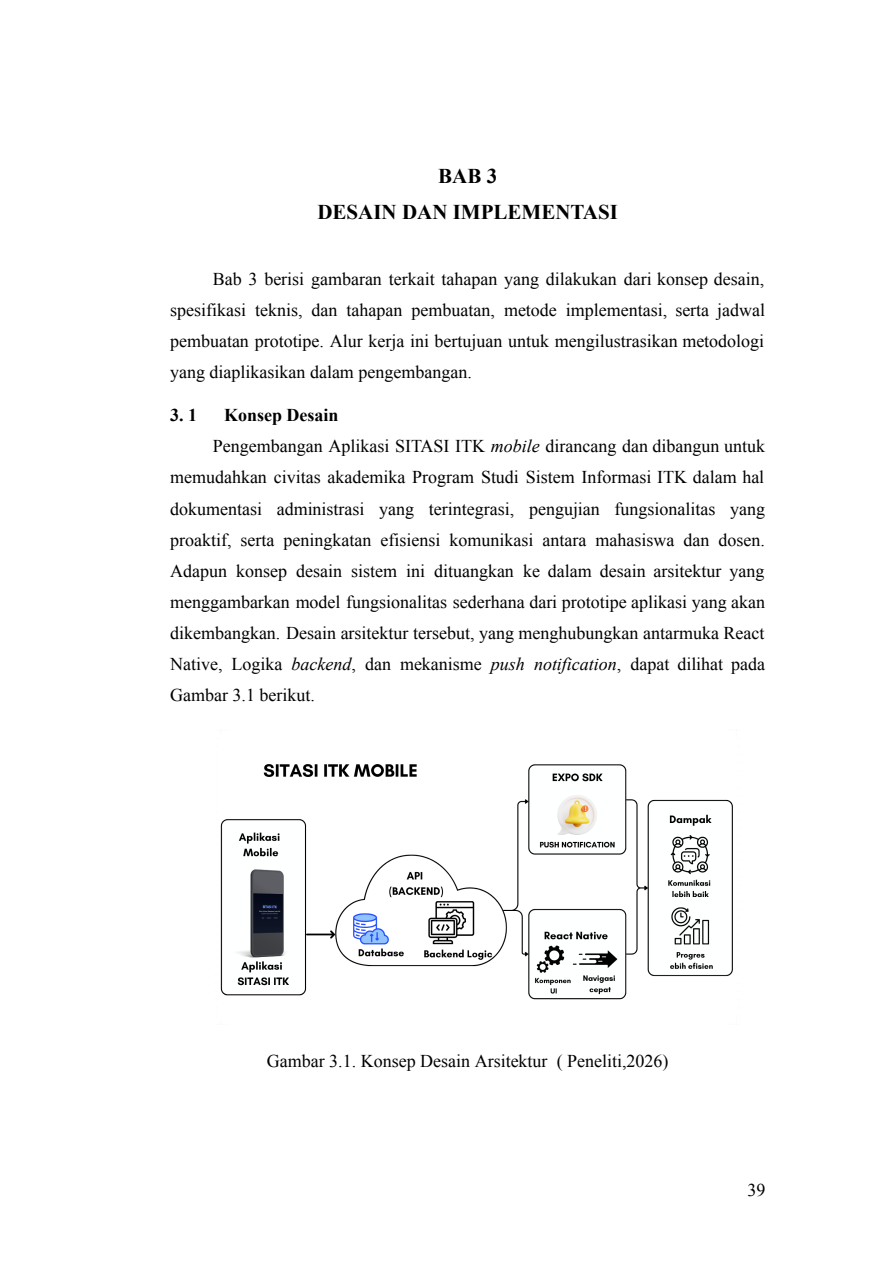 BAB 3
DESAIN DAN IMPLEMENTASI
Bab 3 berisi gambaran terkait tahapan yang dilakukan dari konsep desain,
spesifikasi teknis, dan tahapan pembuatan, metode implementasi, serta jadwal
pembuatan prototipe. Alur kerja ini bertujuan untuk mengilustrasikan metodologi
yang diaplikasikan dalam pengembangan.
3. 1 Konsep Desain
Pengembangan Aplikasi SITASI ITK mobile dirancang dan dibangun untuk
memudahkan civitas akademika Program Studi Sistem Informasi ITK dalam hal
dokumentasi administrasi yang terintegrasi, pengujian fungsionalitas yang
proaktif, serta peningkatan efisiensi komunikasi antara mahasiswa dan dosen.
Adapun konsep desain sistem ini dituangkan ke dalam desain arsitektur yang
menggambarkan model fungsionalitas sederhana dari prototipe aplikasi yang akan
dikembangkan. Desain arsitektur tersebut, yang menghubungkan antarmuka React
Native, Logika backend, dan mekanisme push notification, dapat dilihat pada
Gambar 3.1 berikut.
SITASI ITK MOBILE
Aplikasi
Mobile
Aplikasi
SITASI ITK
API
(BACKEND)
Database
Backend Logic
EXPO SDK
PUSH NOTIFICATION
React Native
Komponen
UI
Navigasi
cepat
Dampak
Komunikasi
lebih baik
Progres
ebih efisien
Gambar 3.1. Konsep Desain Arsitektur ( Peneliti,2026)
39